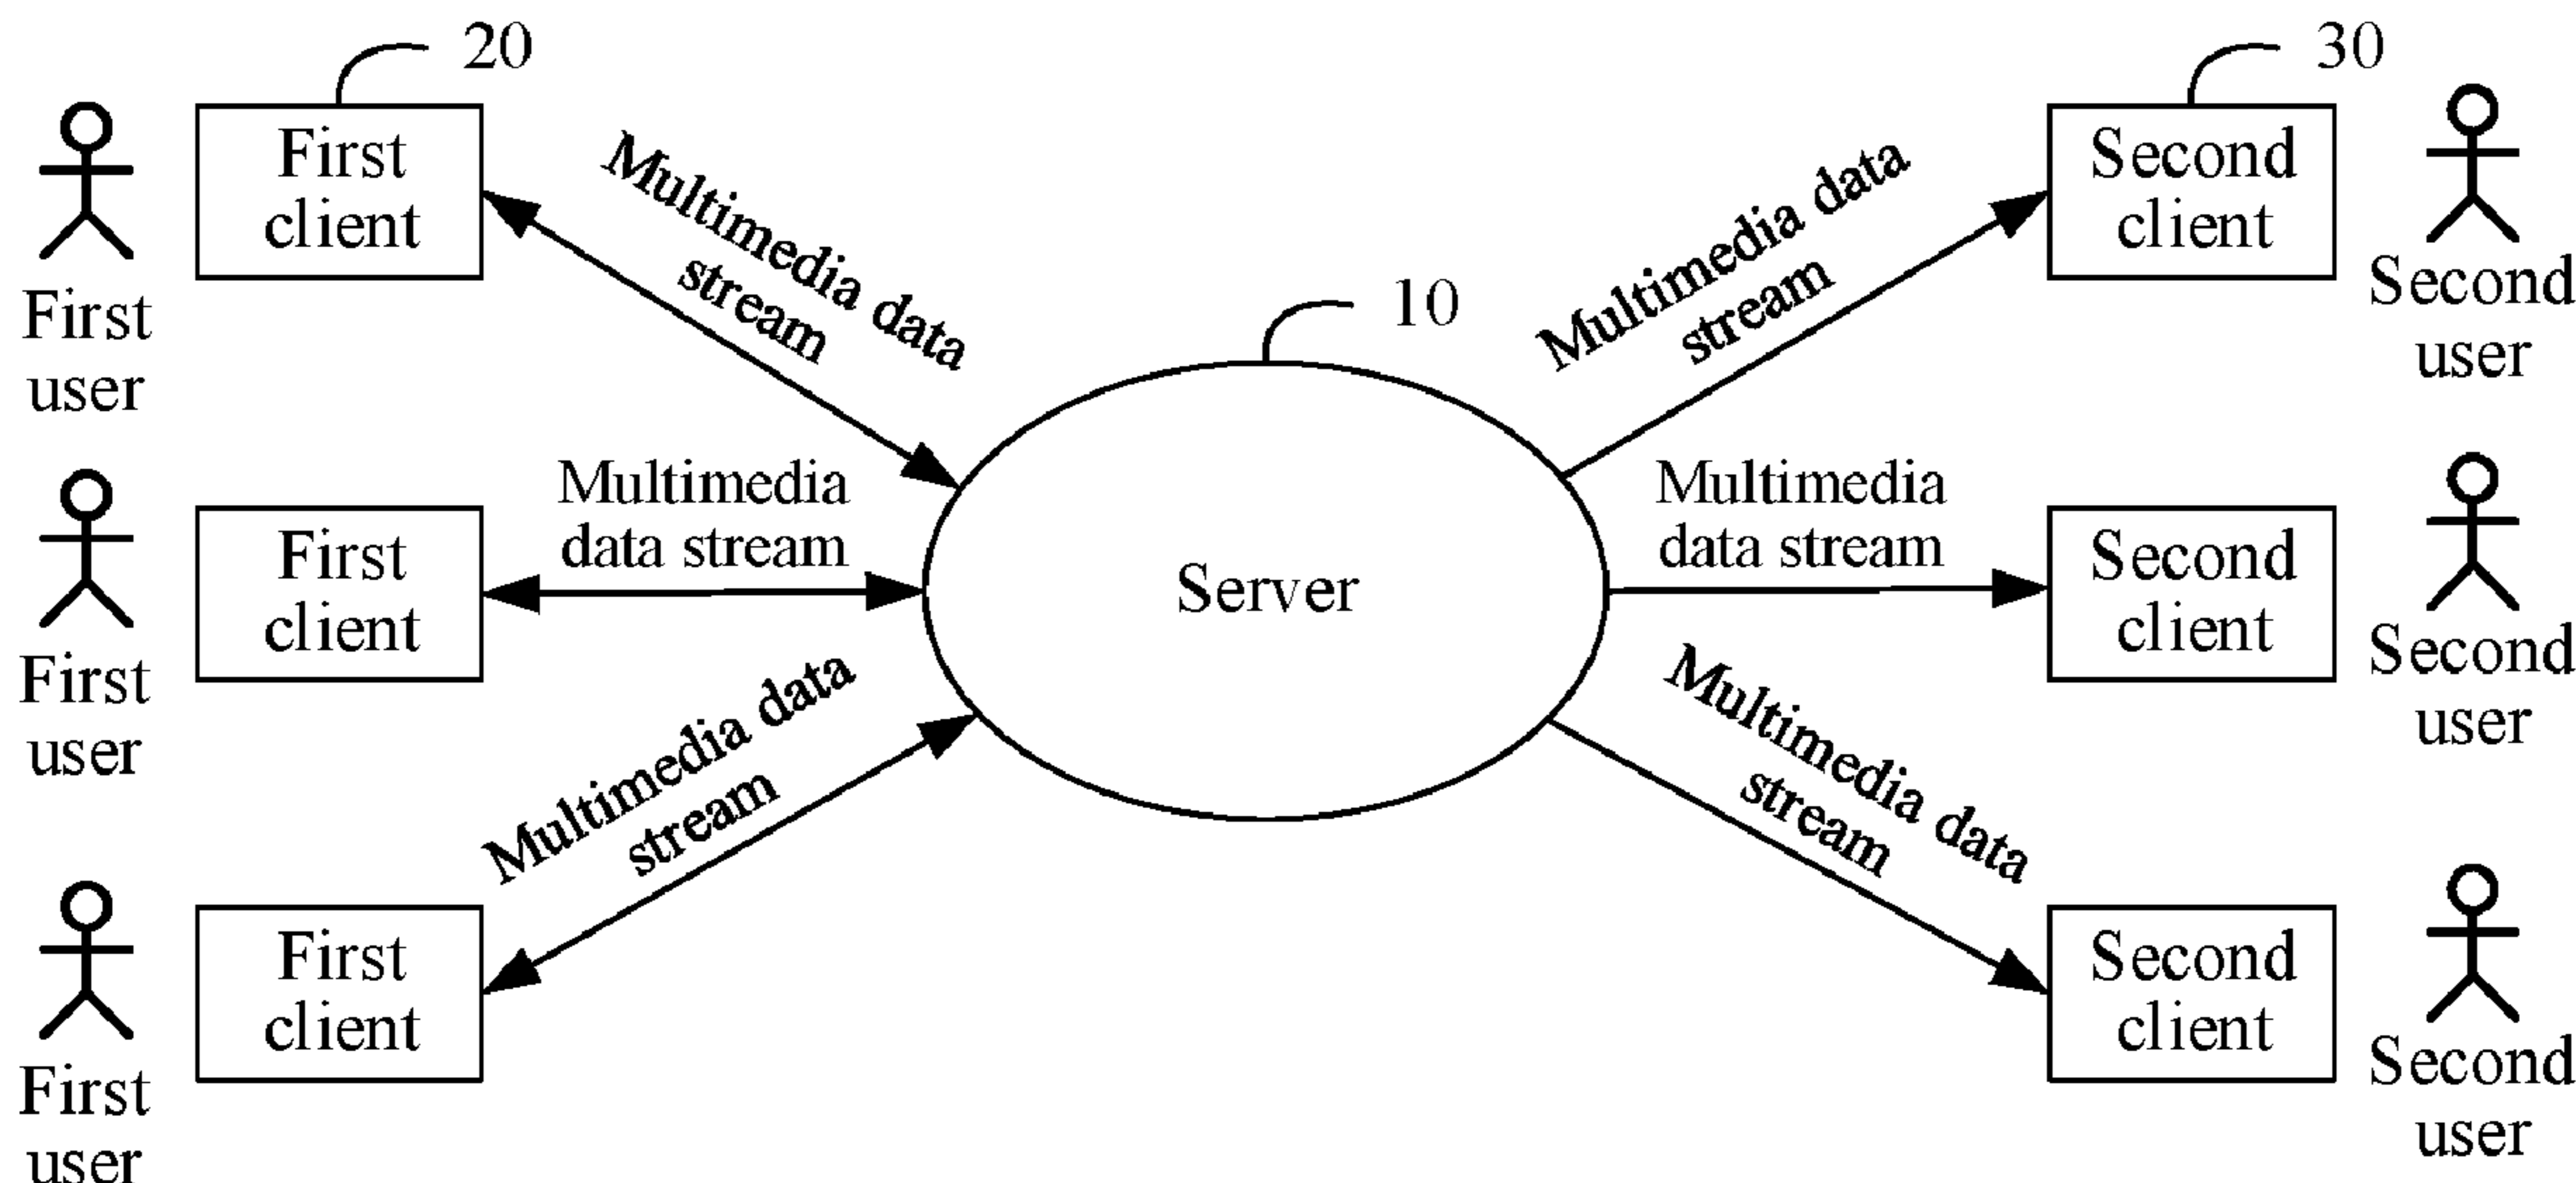 20
30
First
client
Multimedia data
stream
Multimedia data
stream
Second
client
First
user
Second
user
10
First
client
Multimedia
data stream
Server
Multimedia
data stream
Second
client
First
user
Second
user
Multimedia data
stream
Multimedia data
stream
First
client
Second
client
First
user
Second
user